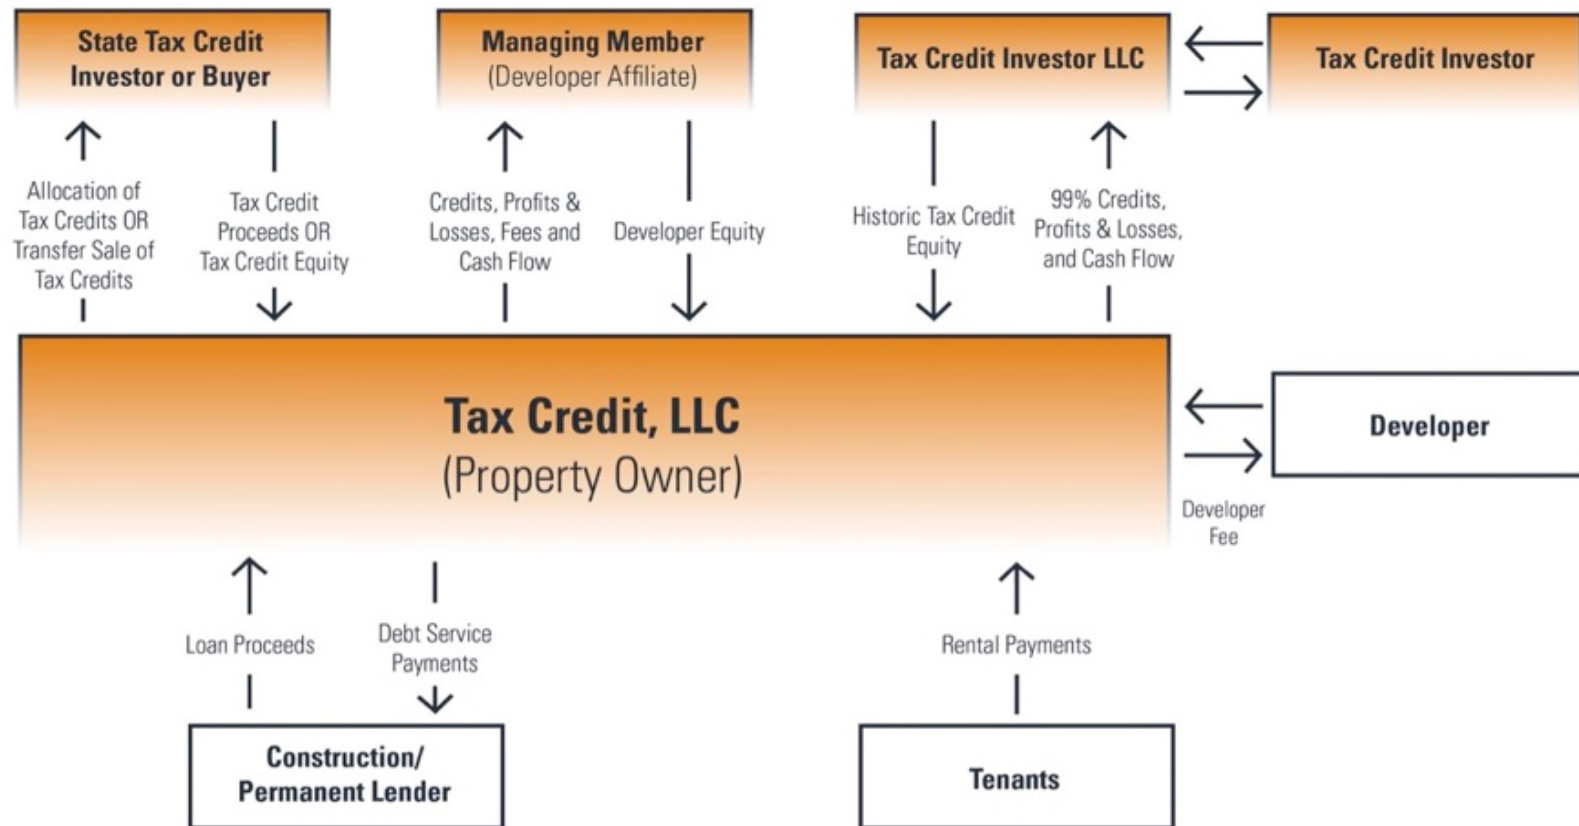 State Tax Credit
Investor or Buyer
Managing Member
(Developer Affiliate)
Tax Credit Investor LLC
Tax Credit Investor
Allocation of
Tax Credits OR
Transfer Sale of
Tax Credits
Tax Credit
Proceeds OR
Tax Credit Equity
Credits, Profits &
Losses, Fees and
Cash Flow
Developer Equity
Historic Tax Credit
Equity
99% Credits,
Profits & Losses,
and Cash Flow
Tax Credit, LLC
(Property Owner)
Developer
Developer
Fee
Loan Proceeds
Debt Service
Payments
Rental Payments
Construction/
Permanent Lender
Tenants